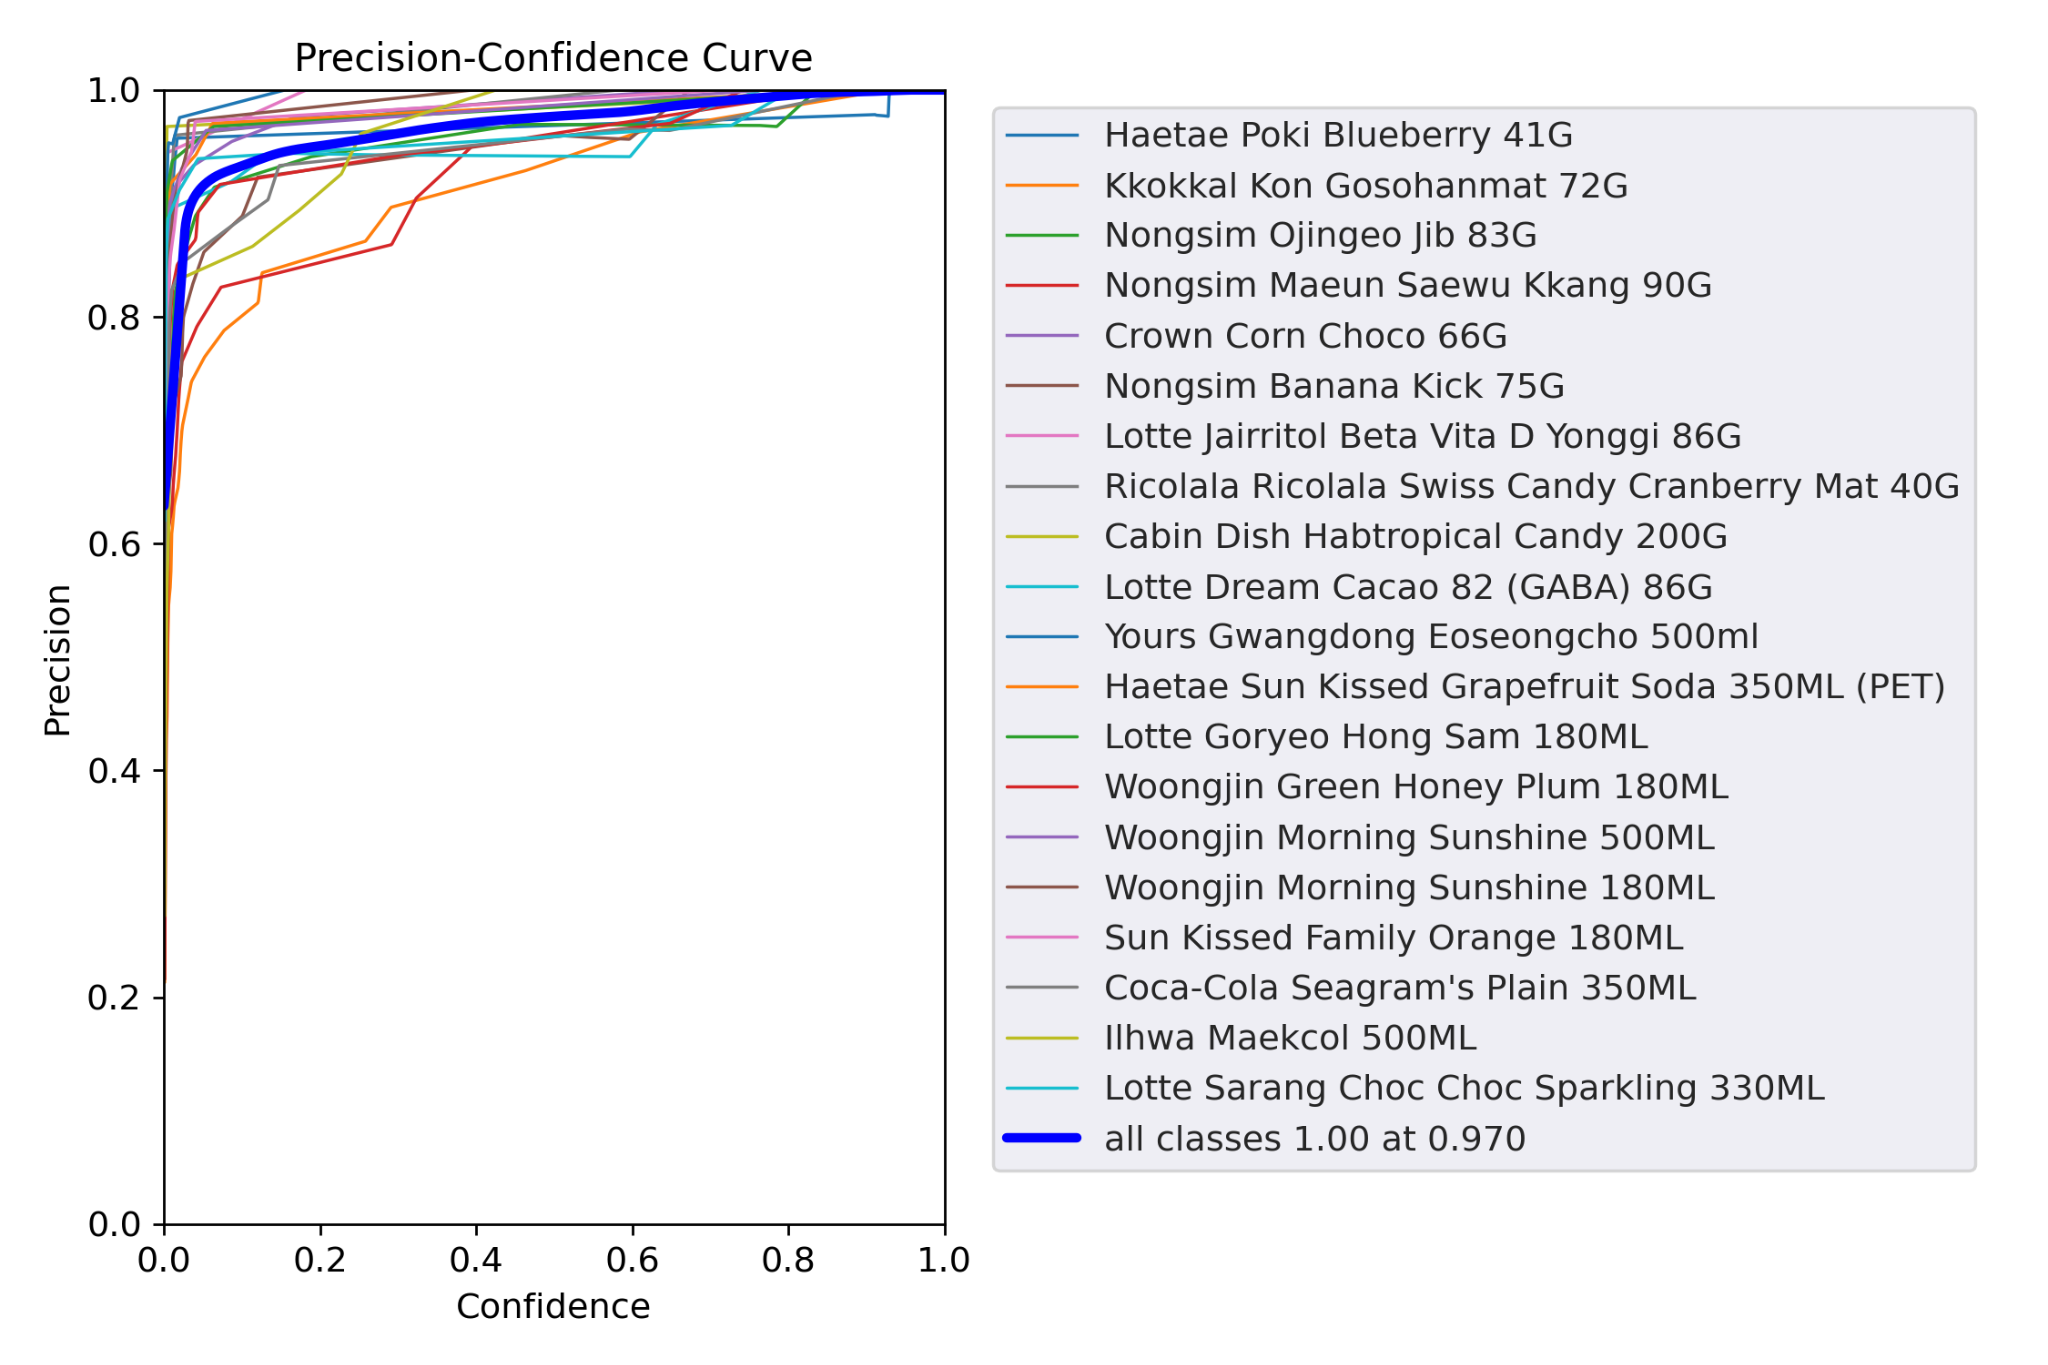 Precision-Confidence Curve
1.0
0.8
0.6
0.4
0.2
0.0
Precision
0.0 0.2 0.4 0.6 0.8 1.0
Confidence
Haetae Poki Blueberry 41G
Kkokkal Kon Gosohanmat 72G
Nongsim Ojingeo Jib 83G
Nongsim Maeun Saewu Kkang 90G
Crown Corn Choco 66G
Nongsim Banana Kick 75G
Lotte Jairritol Beta Vita D Yonggi 86G
Ricolala Ricolala Swiss Candy Cranberry Mat 40G
Cabin Dish Habtropical Candy 200G
Lotte Dream Cacao 82 (GABA) 86G
Yours Gwangdong Eoseongcho 500ml
Haetae Sun Kissed Grapefruit Soda 350ML (PET)
Lotte Goryeo Hong Sam 180ML
Woongjin Green Honey Plum 180ML
Woongjin Morning Sunshine 500ML
Woongjin Morning Sunshine 180ML
Sun Kissed Family Orange 180ML
Coca-Cola Seagram's Plain 350ML
Ilhwa Maekcol 500ML
Lotte Sarang Choc Choc Sparkling 330ML
all classes 1.00 at 0.970